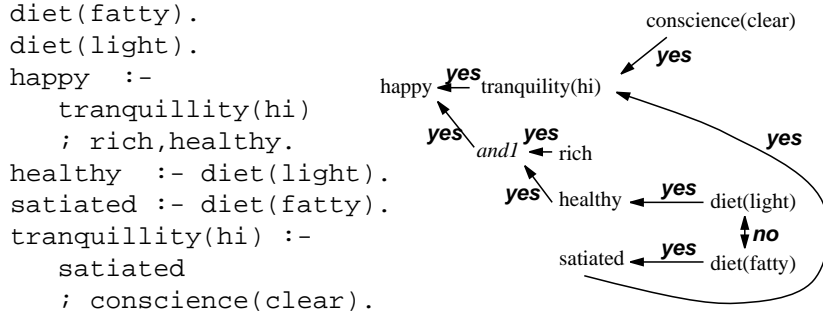 diet(fatty).
diet(light).
happy :-
tranquillity(hi)
; rich,healthy.
healthy :- diet(light).
satiated :- diet(fatty).
tranquillity(hi) :-
satiated
; conscience(clear).
conscience(clear)
yes
happy yes tranquility(hi)
yes
yes and1 yes rich
yes healthy yes diet(light)
no
satiated yes diet(fatty)